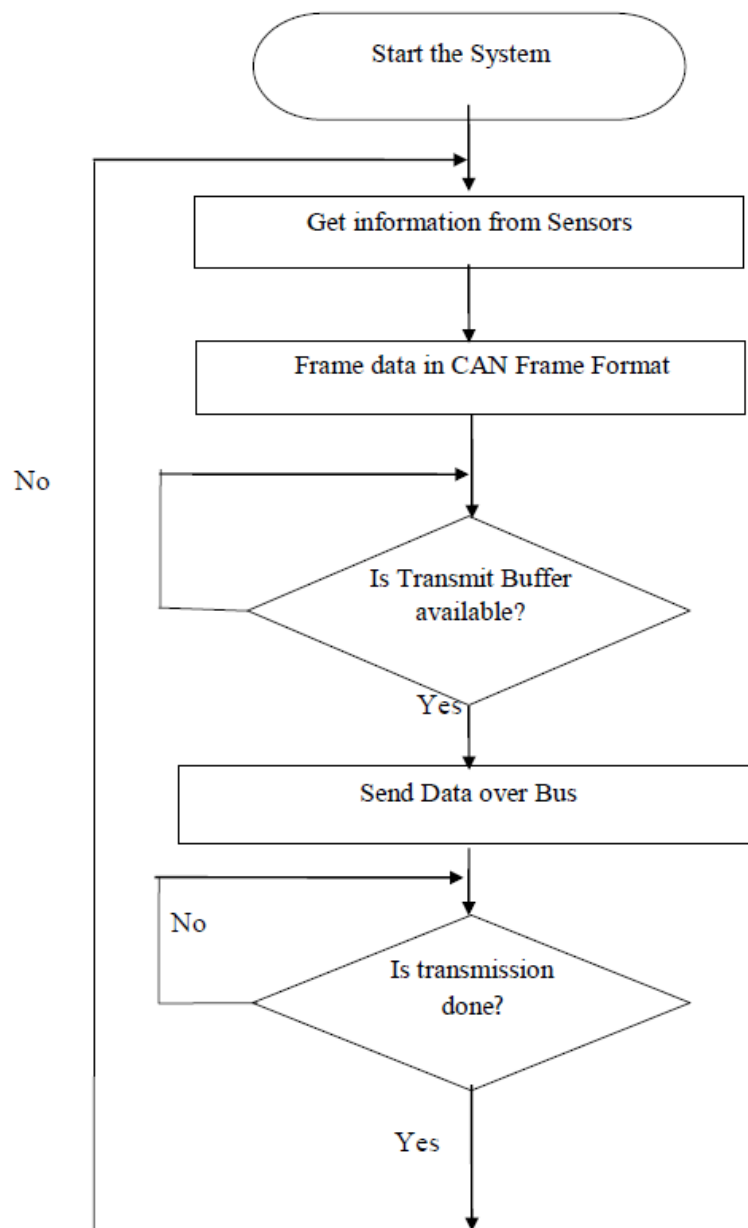 Start the System
Get information from Sensors
Frame data in CAN Frame Format
No
Is Transmit Buffer
available?
Yes
Send Data over Bus
No
Is transmission
done?
Yes